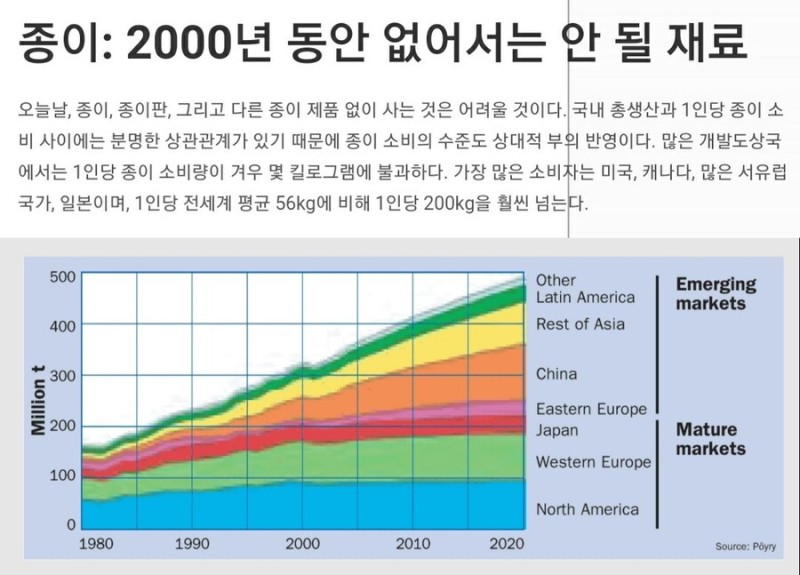 종이: 2000년 동안 없어서는 안 될 재료
오늘날, 종이, 종이판, 그리고 다른 종이 제품 없이 사는 것은 어려울 것이다. 국내 총생산과 1인당 종이 소
비 사이에는 분명한 상관관계가 있기 때문에 종이 소비의 수준도 상대적 부의 반영이다. 많은 개발도상국
에서는 1인당 종이 소비량이 겨우 몇 킬로그램에 불과하다. 가장 많은 소비자는 미국, 캐나다, 많은 서유럽
국가, 일본이며, 1인당 전세계 평균 56kg에 비해 1인당 200kg을 훨씬 넘는다.
Million t
500
400
300
200
100
0
1980
1990
2000
2010
2020
Other
Latin America
Rest of Asia
China
Eastern Europe
Japan
Western Europe
North America
Emerging
markets
Mature
markets
Source: Pöyry